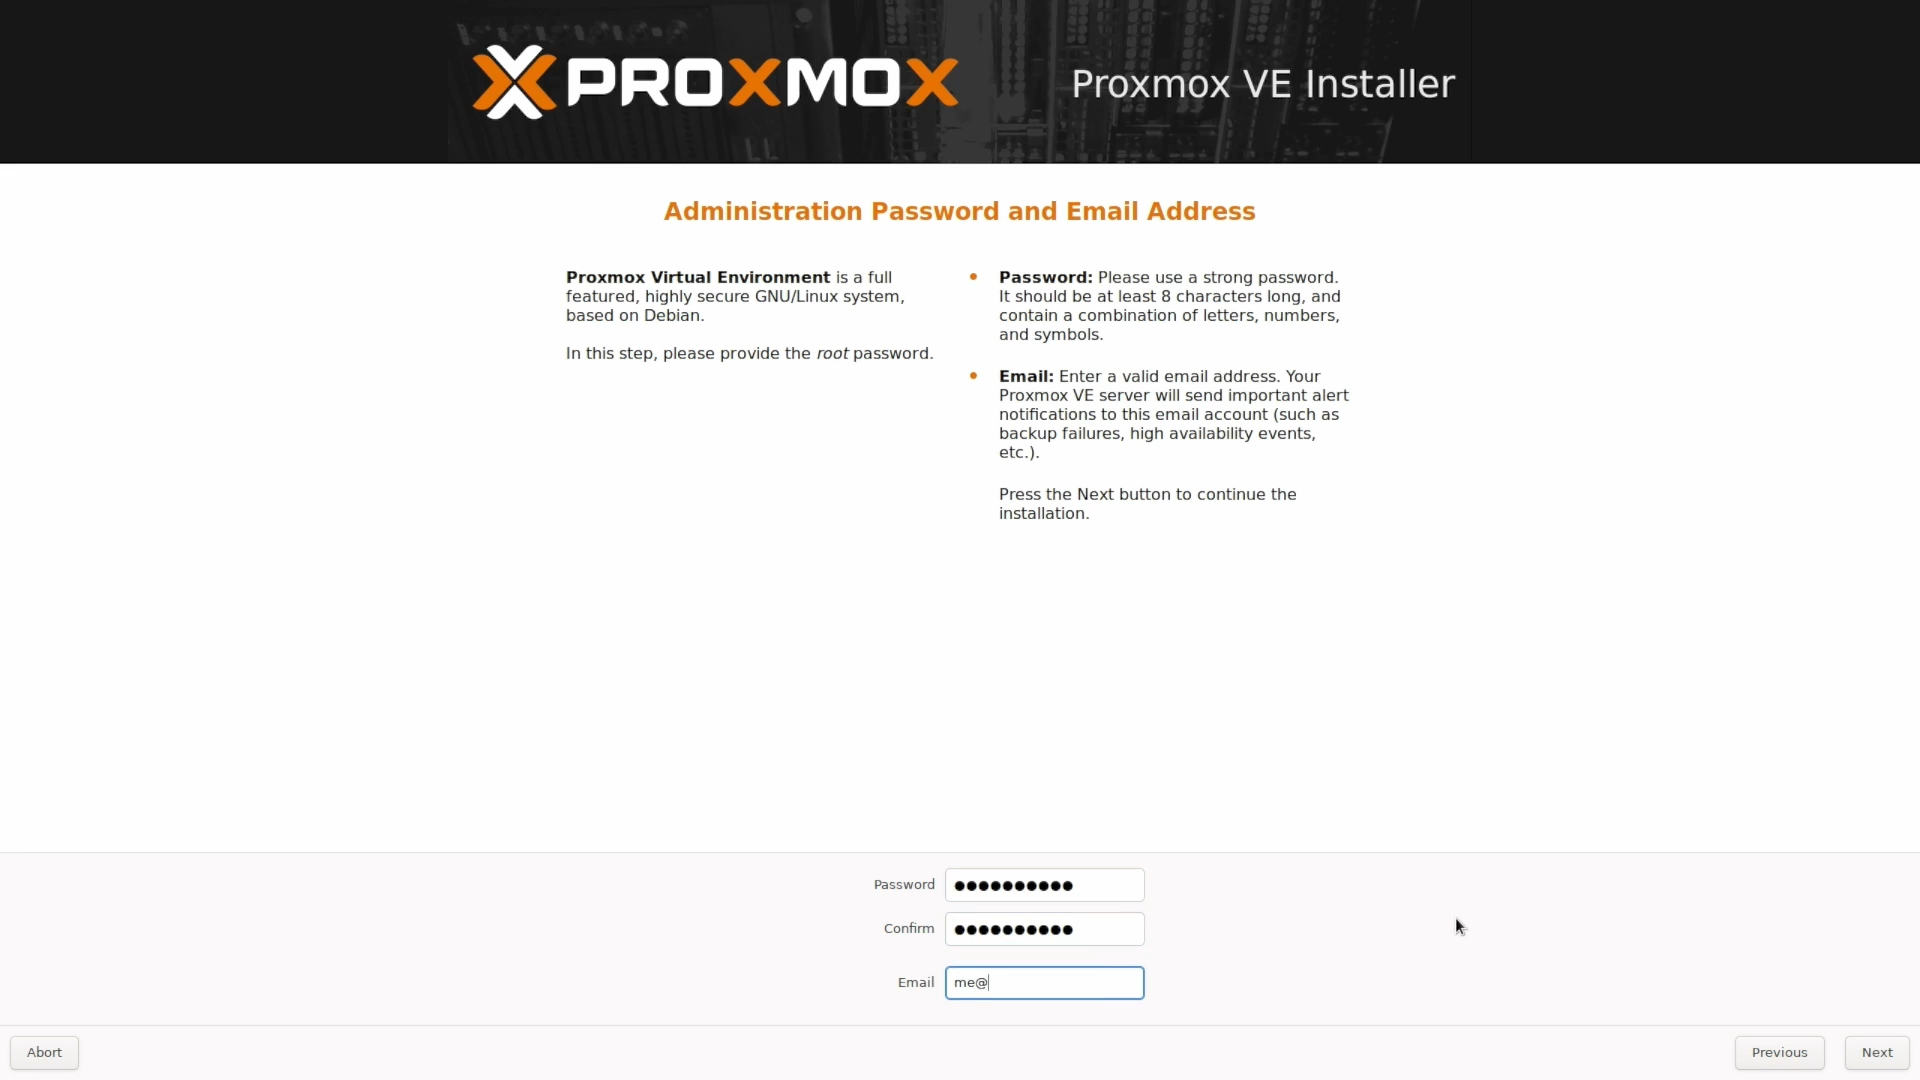 PROXMOX
Proxmox VE Installer
Administration Password and Email Address
Proxmox Virtual Environment is a full
featured, highly secure GNU/Linux system,
based on Debian.
In this step, please provide the root password.
Password: Please use a strong password.
It should be at least 8 characters long, and
contain a combination of letters, numbers,
and symbols.
Email: Enter a valid email address. Your
Proxmox VE server will send important alert
notifications to this email account (such as
backup failures, high availability events,
etc.).
Press the Next button to continue the
installation.
Password ●●●●●●●●●●
Confirm ●●●●●●●●●●
Email me@
Abort
Previous
Next